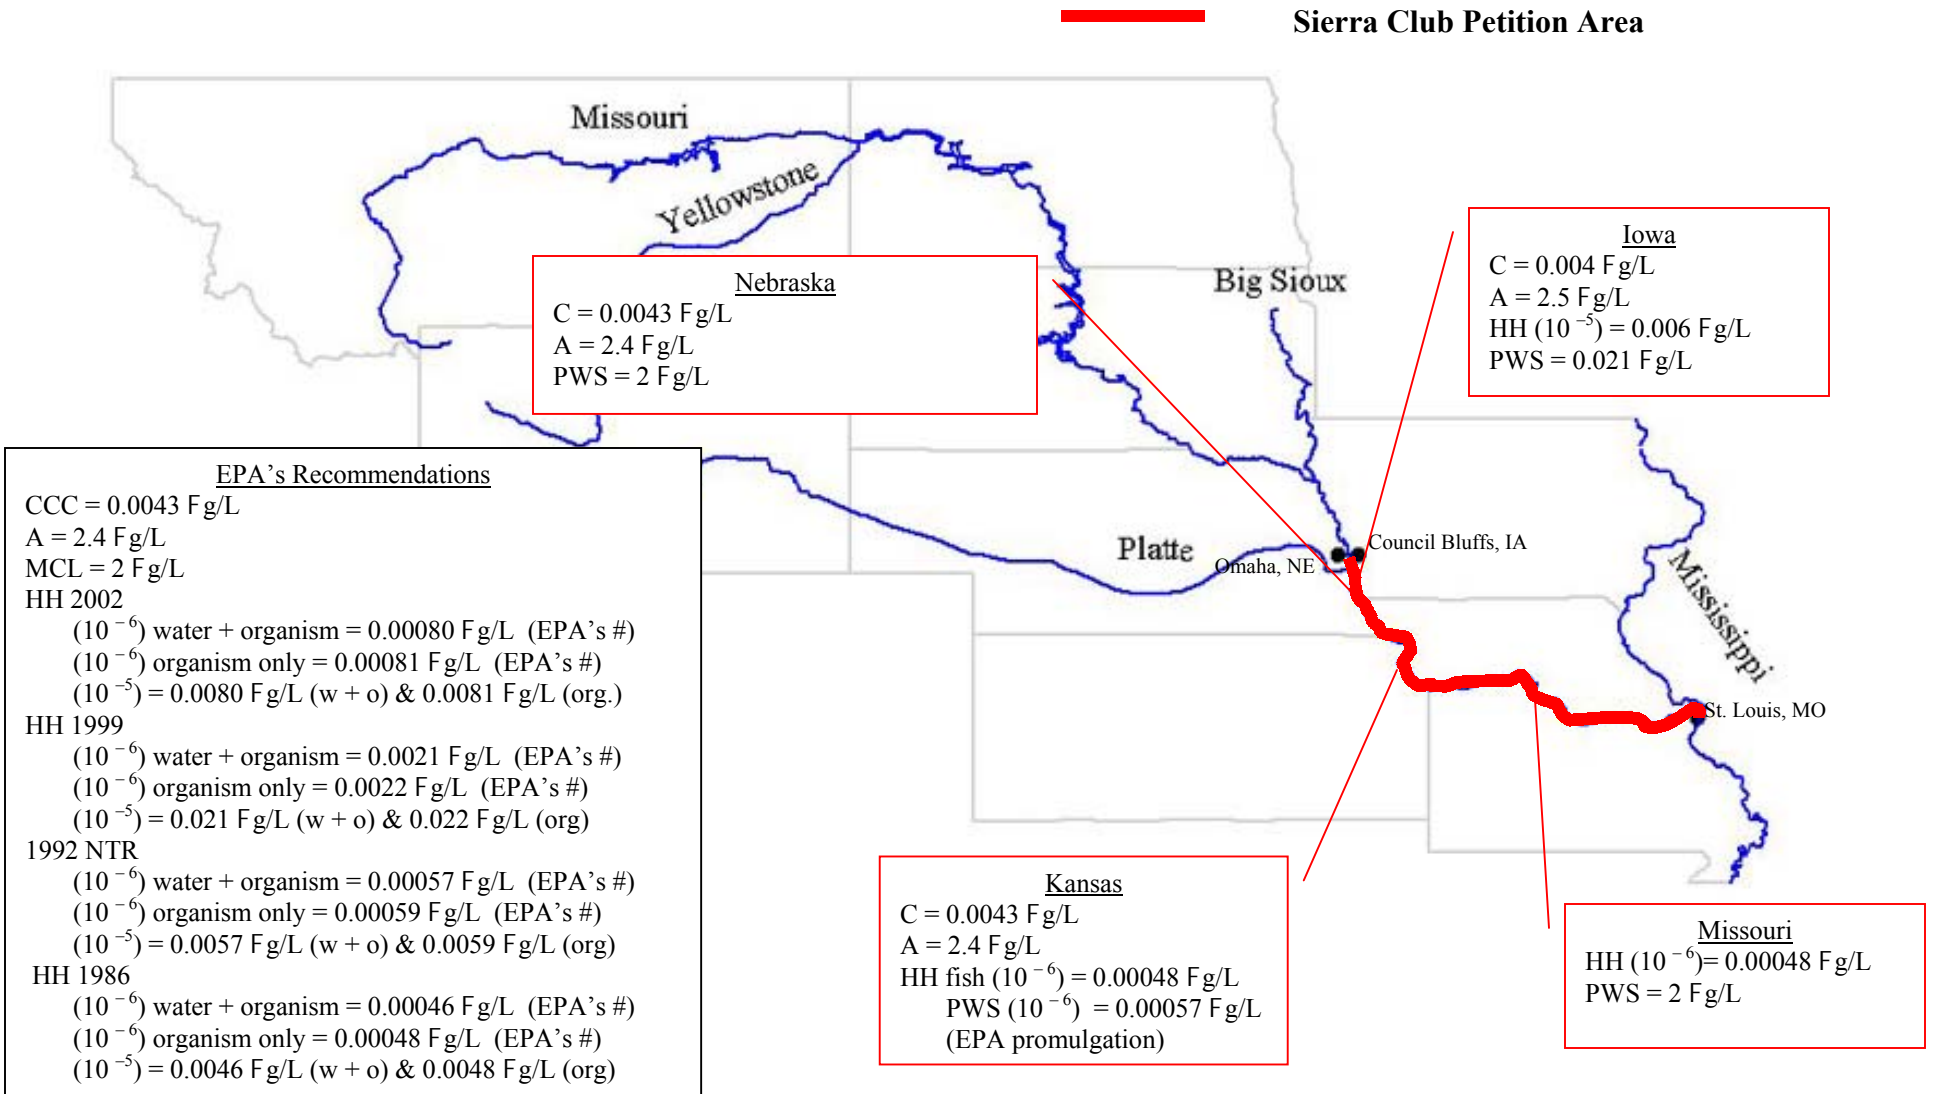 Sierra Club Petition Area
Missouri
Yellowstone
Big Sioux
Platte
Mississippi
Omaha, NE
Council Bluffs, IA
St. Louis, MO
Nebraska
C = 0.0043 Fg/L
A = 2.4 Fg/L
PWS = 2 Fg/L
Iowa
C = 0.004 Fg/L
A = 2.5 Fg/L
HH (10 ⁻⁵) = 0.006 Fg/L
PWS = 0.021 Fg/L
EPA’s Recommendations
CCC = 0.0043 Fg/L
A = 2.4 Fg/L
MCL = 2 Fg/L
HH 2002
(10 ⁻⁶) water + organism = 0.00080 Fg/L (EPA’s #)
(10 ⁻⁶) organism only = 0.00081 Fg/L (EPA’s #)
(10 ⁻⁵) = 0.0080 Fg/L (w + o) & 0.0081 Fg/L (org.)
HH 1999
(10 ⁻⁶) water + organism = 0.0021 Fg/L (EPA’s #)
(10 ⁻⁶) organism only = 0.0022 Fg/L (EPA’s #)
(10 ⁻⁵) = 0.021 Fg/L (w + o) & 0.022 Fg/L (org)
1992 NTR
(10 ⁻⁶) water + organism = 0.00057 Fg/L (EPA’s #)
(10 ⁻⁶) organism only = 0.00059 Fg/L (EPA’s #)
(10 ⁻⁵) = 0.0057 Fg/L (w + o) & 0.0059 Fg/L (org)
HH 1986
(10 ⁻⁶) water + organism = 0.00046 Fg/L (EPA’s #)
(10 ⁻⁶) organism only = 0.00048 Fg/L (EPA’s #)
(10 ⁻⁵) = 0.0046 Fg/L (w + o) & 0.0048 Fg/L (org)
Kansas
C = 0.0043 Fg/L
A = 2.4 Fg/L
HH fish (10 ⁻⁶) = 0.00048 Fg/L
PWS (10 ⁻⁶) = 0.00057 Fg/L
(EPA promulgation)
Missouri
HH (10 ⁻⁶)= 0.00048 Fg/L
PWS = 2 Fg/L